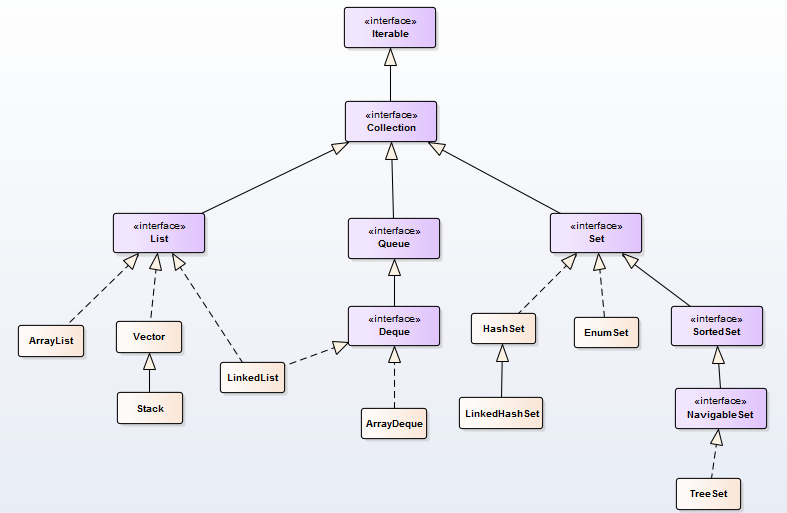 «interface»
Iterable
«interface»
Collection
«interface»
List
«interface»
Queue
«interface»
Set
ArrayList
Vector
LinkedList
«interface»
Deque
HashSet
EnumSet
«interface»
SortedSet
Stack
ArrayDeque
LinkedHashSet
«interface»
NavigableSet
TreeSet